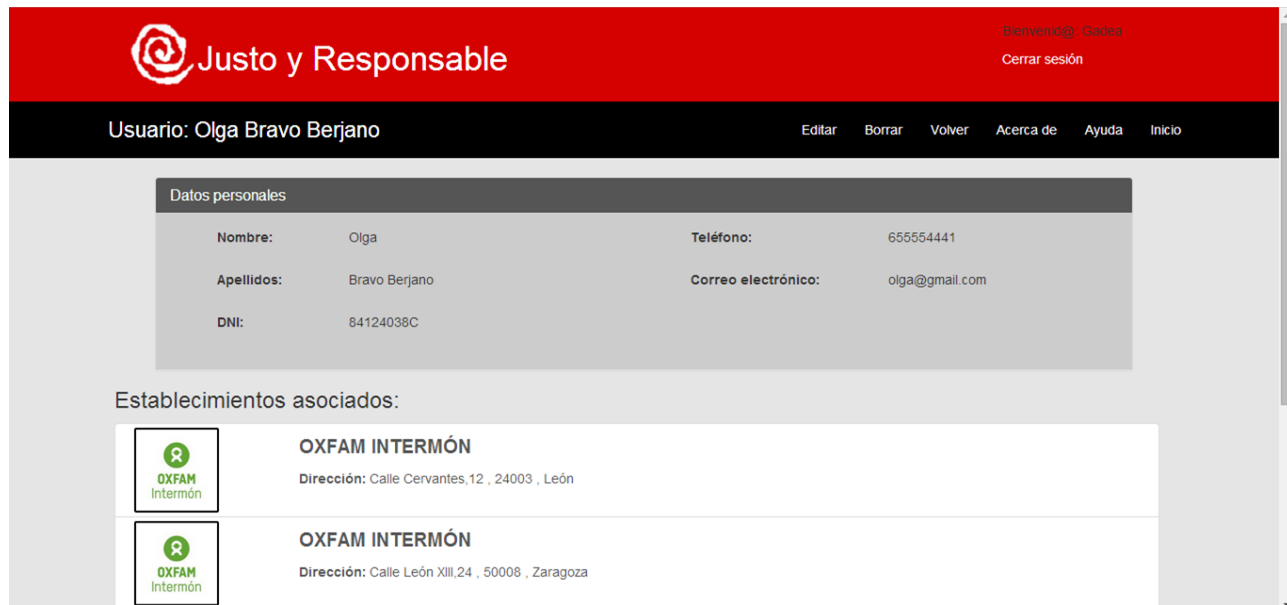 Justo y Responsable
Bienvenid@: Gadea
Cerrar sesión
Usuario: Olga Bravo Berjano
Editar Borrar Volver Acerca de Ayuda Inicio
Datos personales
Nombre: Olga Teléfono: 655554441
Apellidos: Bravo Berjano Correo electrónico: olga@gmail.com
DNI: 84124038C
Establecimientos asociados:
OXFAM
Intermón
OXFAM INTERMÓN
Dirección: Calle Cervantes,12 , 24003 , León
OXFAM
Intermón
OXFAM INTERMÓN
Dirección: Calle León XIII,24 , 50008 , Zaragoza